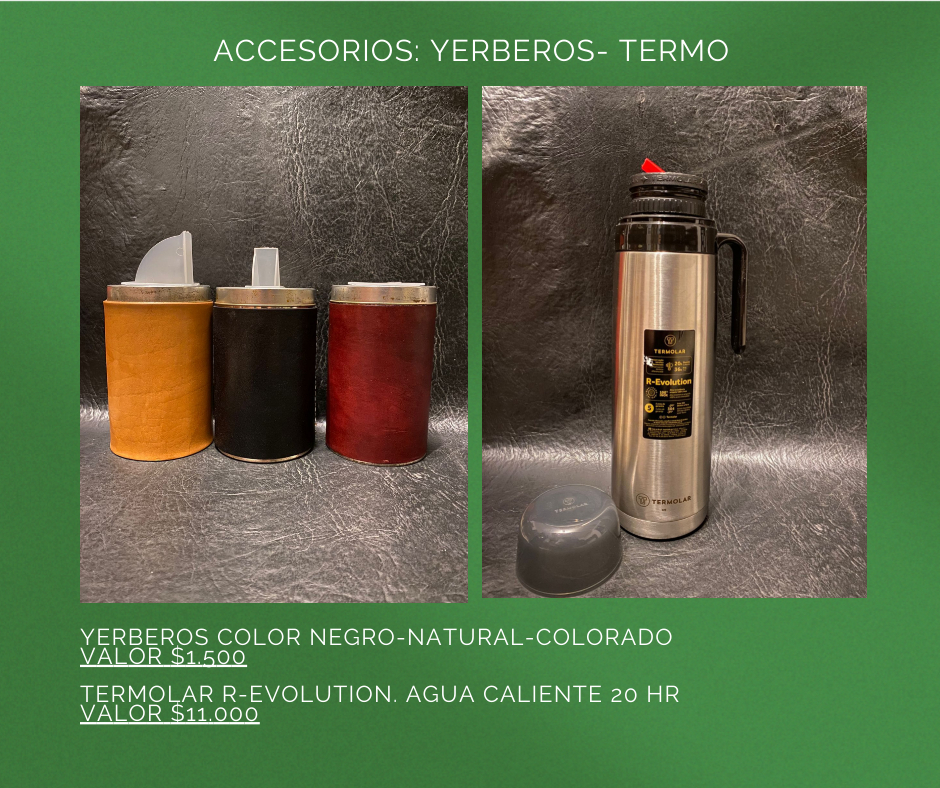 ACCESORIOS: YERBEROS- TERMO
TERMOLAR
R-Evolution
TERMOLAR
TERMOLAR
YERBEROS COLOR NEGRO-NATURAL-COLORADO
VALOR $1.500
TERMOLAR R-EVOLUTION. AGUA CALIENTE 20 HR
VALOR $11.000